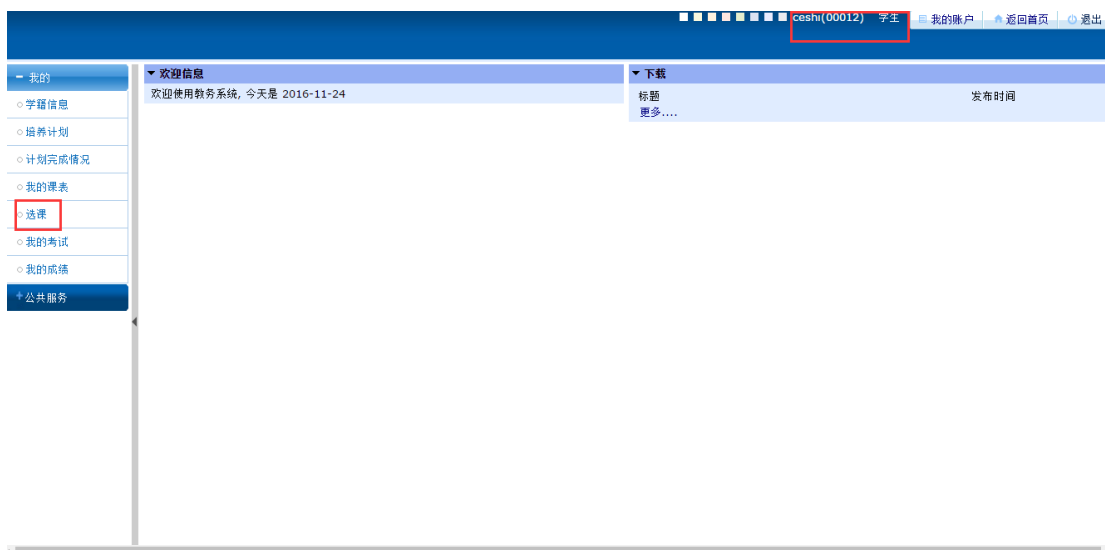 ceshi(00012) 学生 我的账户 返回首页 退出
我的
学籍信息
培养计划
计划完成情况
我的课表
选课
我的考试
我的成绩
公共服务
欢迎信息
欢迎使用教务系统, 今天是 2016-11-24
下载
标题 发布时间
更多....